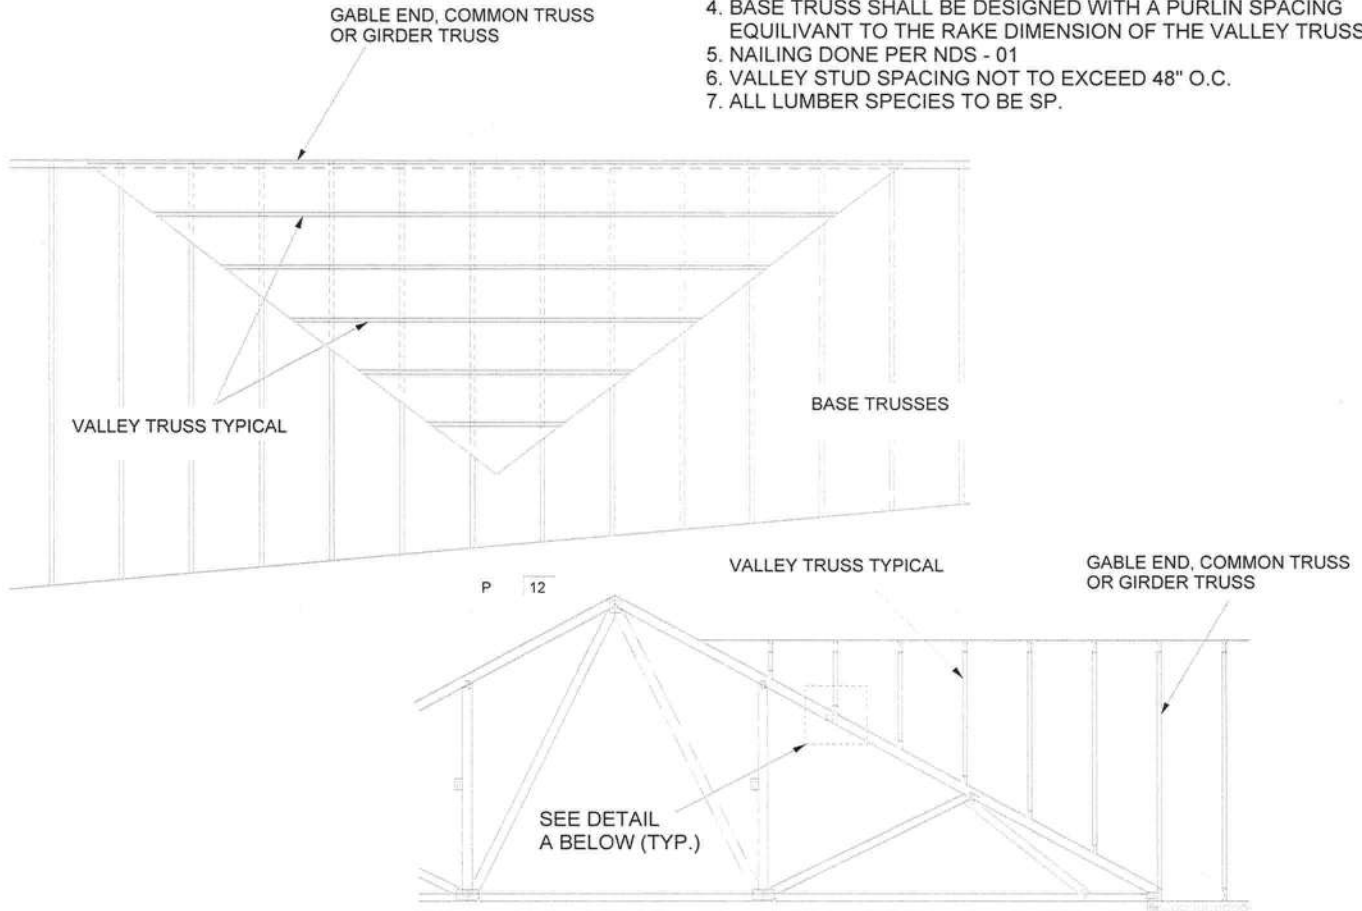 GABLE END, COMMON TRUSS
OR GIRDER TRUSS
4. BASE TRUSS SHALL BE DESIGNED WITH A PURLIN SPACING
EQUILIVANT TO THE RAKE DIMENSION OF THE VALLEY TRUSS
5. NAILING DONE PER NDS - 01
6. VALLEY STUD SPACING NOT TO EXCEED 48" O.C.
7. ALL LUMBER SPECIES TO BE SP.
VALLEY TRUSS TYPICAL
BASE TRUSSES
P 12
VALLEY TRUSS TYPICAL
GABLE END, COMMON TRUSS
OR GIRDER TRUSS
SEE DETAIL
A BELOW (TYP.)